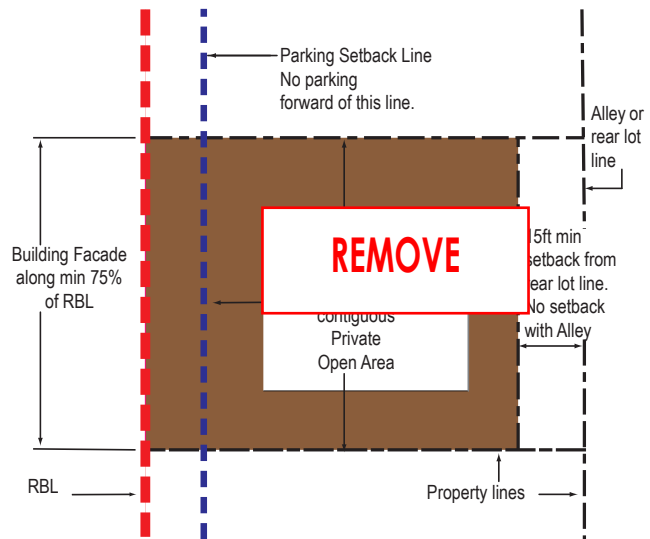 Parking Setback Line
No parking
forward of this line.
Alley or
rear lot
line
Building Facade
along min 75%
of RBL
REMOVE
15ft min
setback from
rear lot line.
No setback
with Alley
contiguous
Private
Open Area
RBL
Property lines